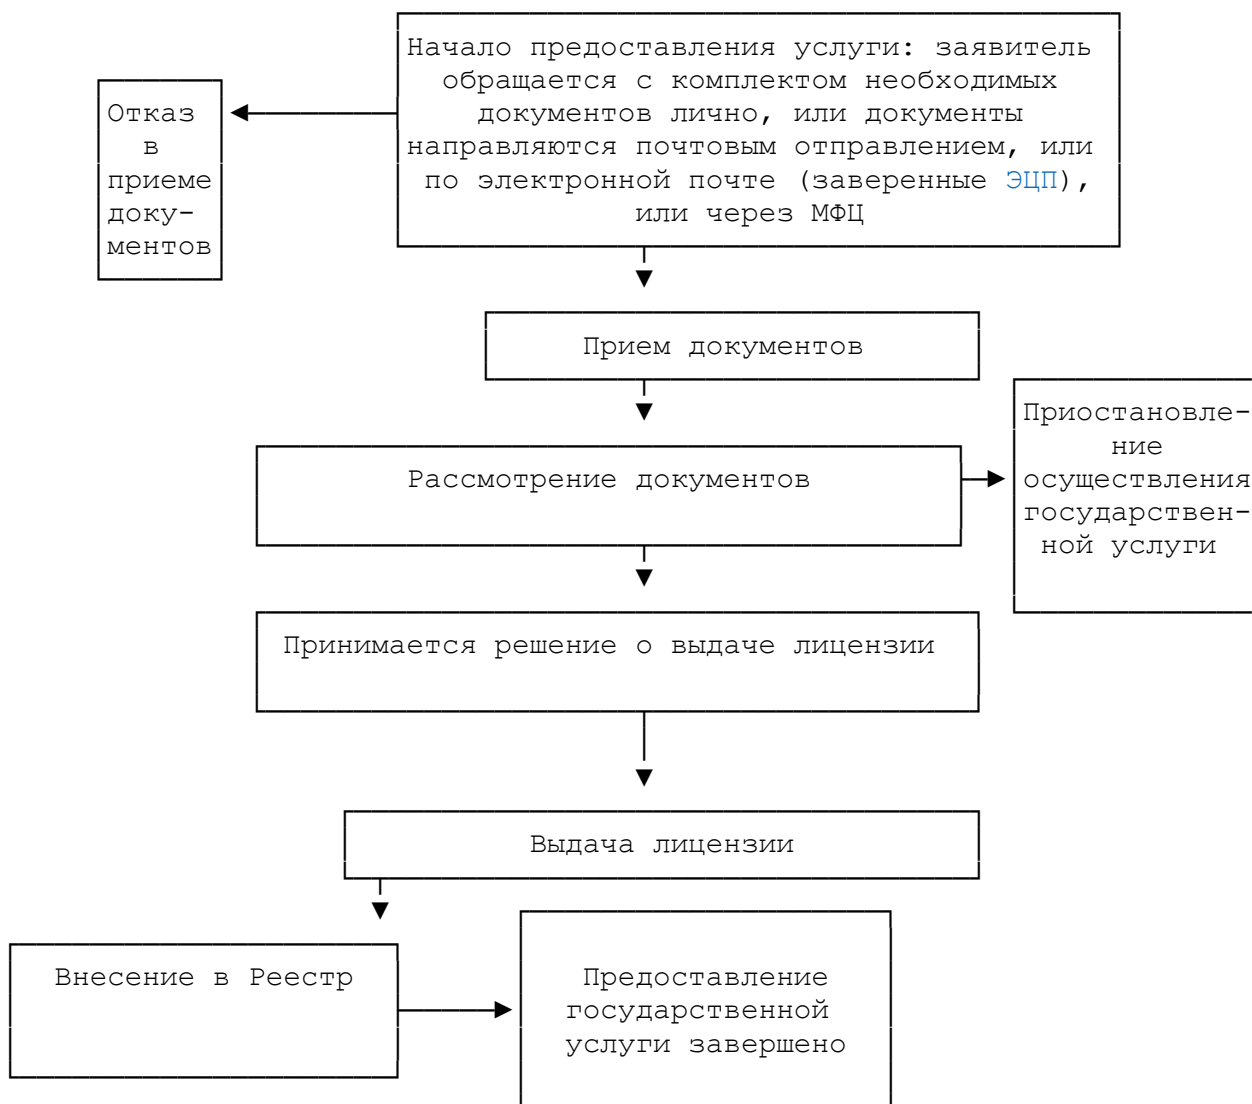 Начало предоставления услуги: заявитель
обращается с комплектом необходимых
документов лично, или документы
направляются почтовым отправлением, или
по электронной почте (заверенные ЭЦП),
или через МФЦ
Отказ
в
приеме
доку-
ментов
Прием документов
Рассмотрение документов
Приостановле-
ние
осуществления
государствен-
ной услуги
Принимается решение о выдаче лицензии
Выдача лицензии
Внесение в Реестр
Предоставление
государственной
услуги завершено